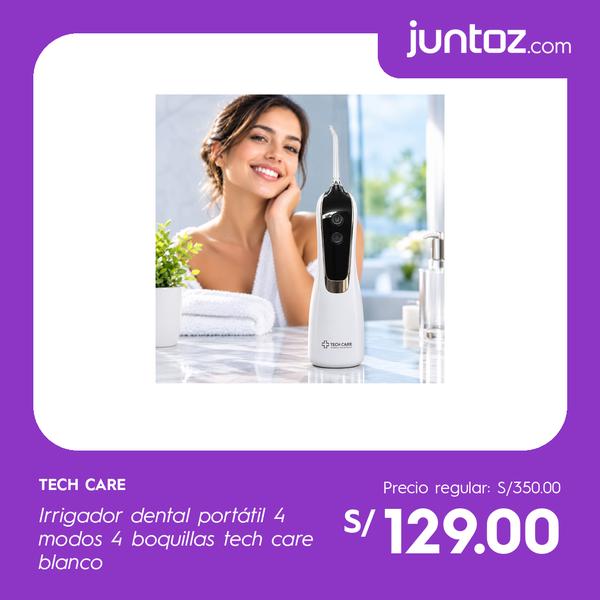 juntoz.com
TECH CARE
TECH CARE
Irrigador dental portátil 4
modos 4 boquillas tech care
blanco
Precio regular: S/350.00
S/129.00